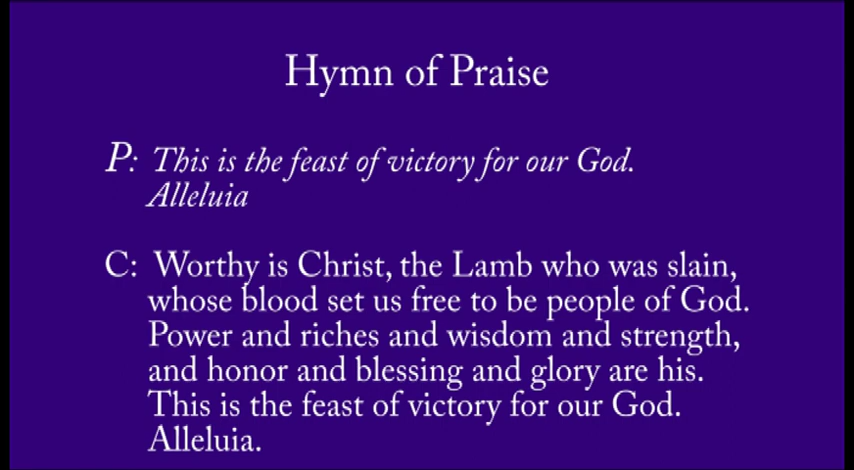 Hymn of Praise
P: This is the feast of victory for our God.
Alleluia
C: Worthy is Christ, the Lamb who was slain,
whose blood set us free to be people of God.
Power and riches and wisdom and strength,
and honor and blessing and glory are his.
This is the feast of victory for our God.
Alleluia.